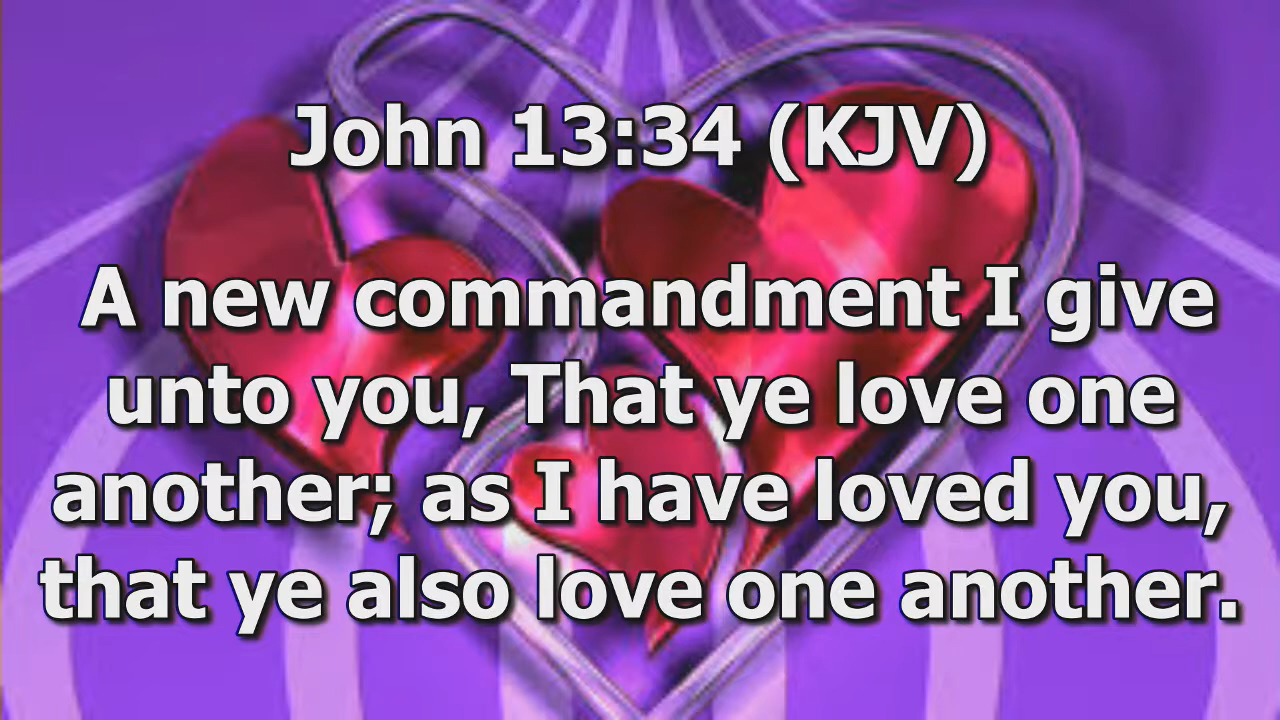 John 13:34 (KJV)
A new commandment I give
unto you, That ye love one
another; as I have loved you,
that ye also love one another.